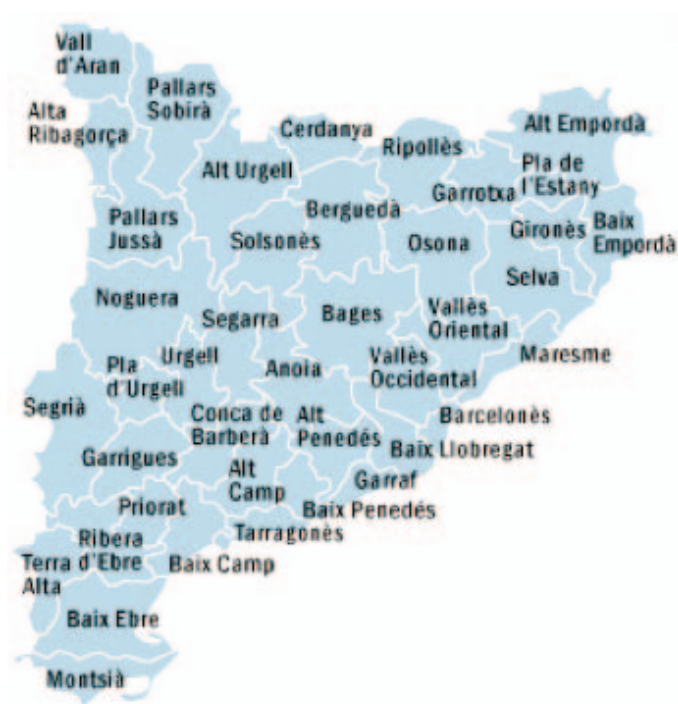 Vall
d'Aran
Pallars
Sobirà
Alta
Ribagorça
Cerdanya
Ripollès
Alt Empordà
Alt Urgell
Pla de
l'Estany
Garrotxa
Berguedà
Pallars
Jussà
Solsonès
Osona
Gironès
Baix
Empordà
Selva
Noguera
Segarra
Bages
Vallès
Oriental
Maresme
Urgell
Pla
d'Urgell
Anoia
Vallès
Occidental
Segrià
Conca de
Barberà
Alt
Penedés
Barcelonès
Baix Llobregat
Garrigues
Alt
Camp
Garraf
Priorat
Baix Penedés
Tarragonès
Ribera
d'Ebre
Terra
Alta
Baix Camp
Baix Ebre
Montsià